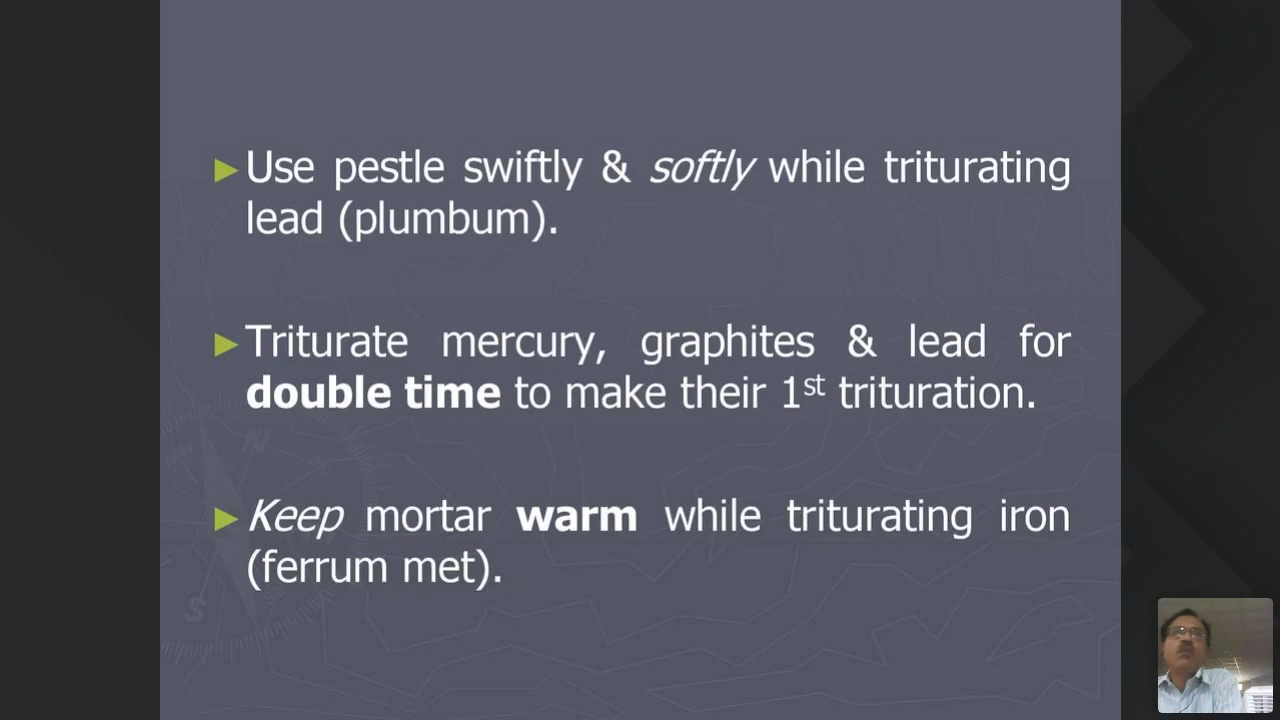 Use pestle swiftly & softly while triturating
lead (plumbum).
Triturate mercury, graphites & lead for
double time to make their 1st trituration.
Keep mortar warm while triturating iron
(ferrum met).
N
S